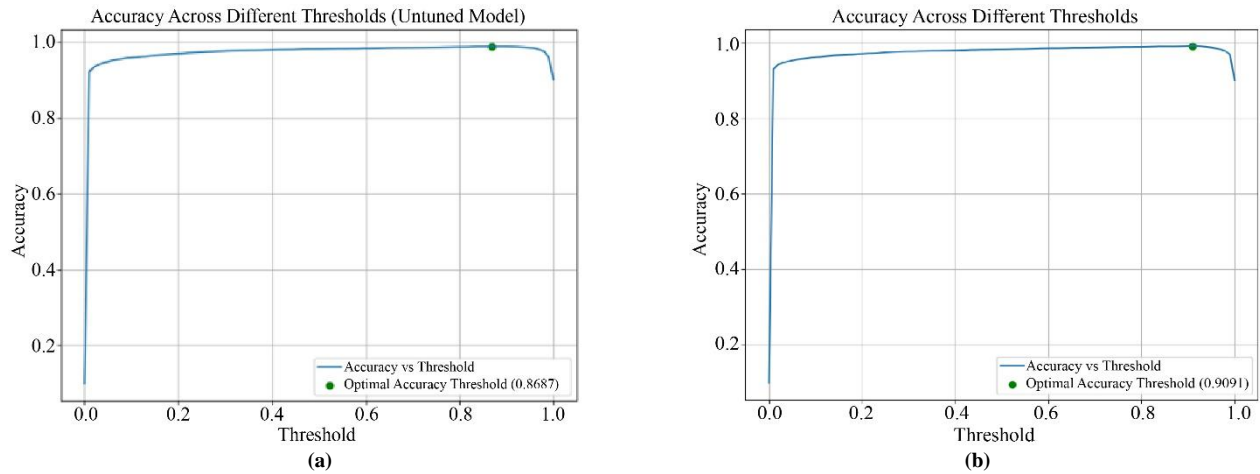 Accuracy Across Different Thresholds (Untuned Model)
1.0
0.8
0.6
0.4
0.2
Accuracy
Accuracy vs Threshold
Optimal Accuracy Threshold (0.8687)
0.0
0.2
0.4
0.6
0.8
1.0
Threshold
(a)
Accuracy Across Different Thresholds
1.0
0.8
0.6
0.4
0.2
Accuracy
Accuracy vs Threshold
Optimal Accuracy Threshold (0.9091)
0.0
0.2
0.4
0.6
0.8
1.0
Threshold
(b)